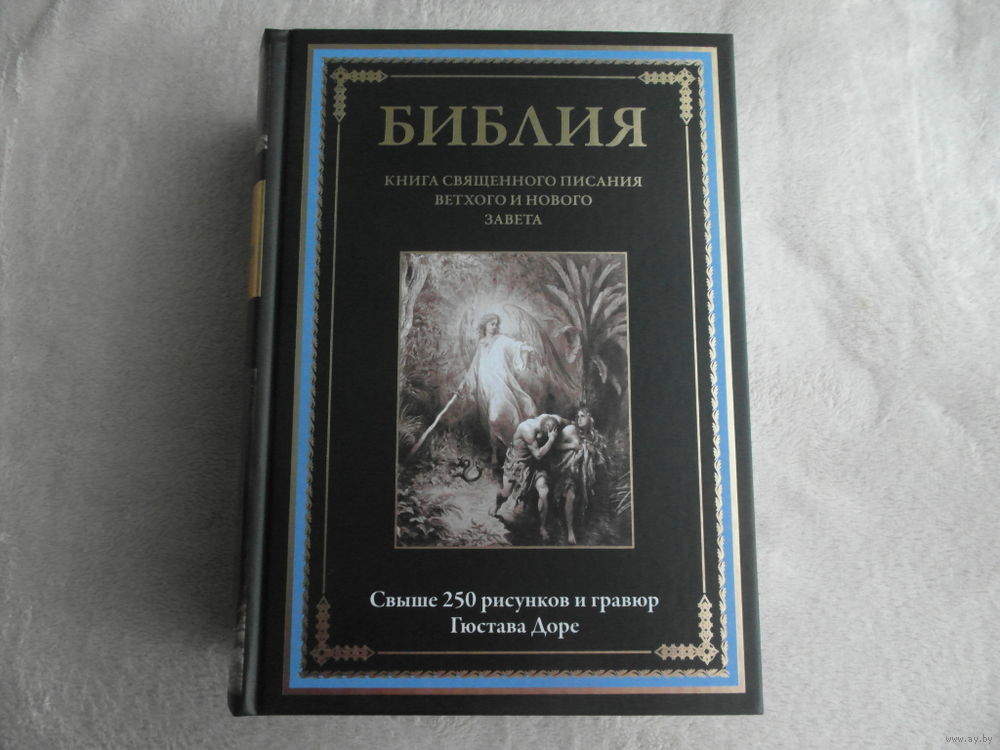 БИБЛИЯ
КНИГА СВЯЩЕННОГО ПИСАНИЯ
ВЕТХОГО И НОВОГО
ЗАВЕТА
Свыше 250 рисунков и гравюр
Гюстава Доре
www.ay.by